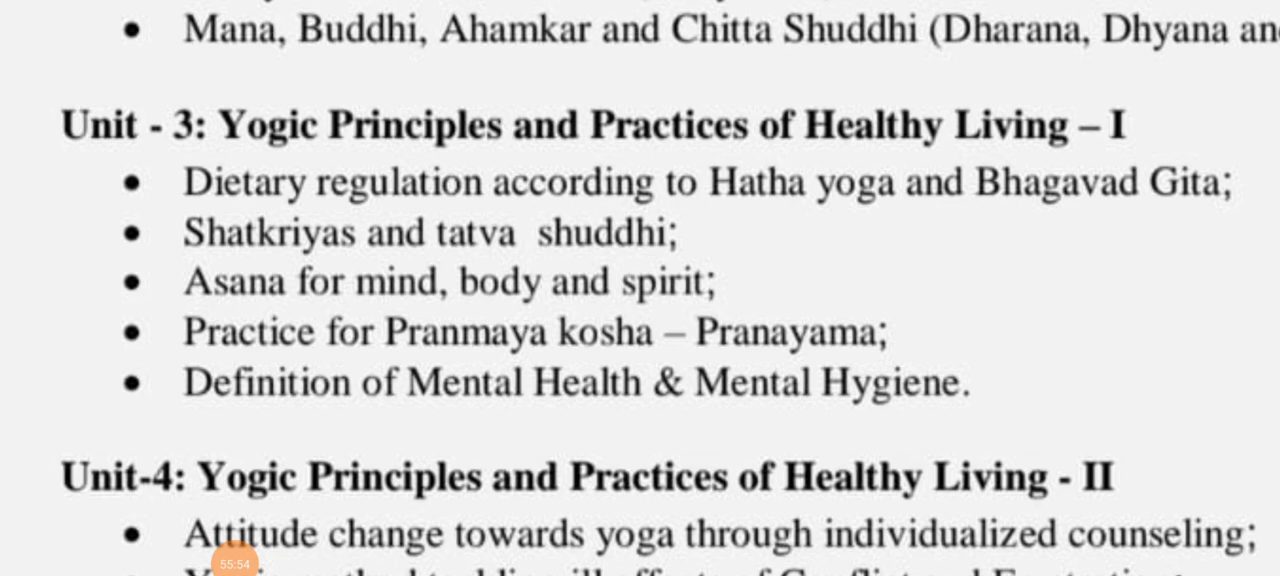 • Mana, Buddhi, Ahamkar and Chitta Shuddhi (Dharana, Dhyana
Unit - 3: Yogic Principles and Practices of Healthy Living – I
• Dietary regulation according to Hatha yoga and Bhagavad Gita;
• Shatkriyas and tatva shuddhi;
• Asana for mind, body and spirit;
• Practice for Pranmaya kosha – Pranayama;
• Definition of Mental Health & Mental Hygiene.
Unit-4: Yogic Principles and Practices of Healthy Living - II
• Attitude change towards yoga through individualized counseling;
55:54